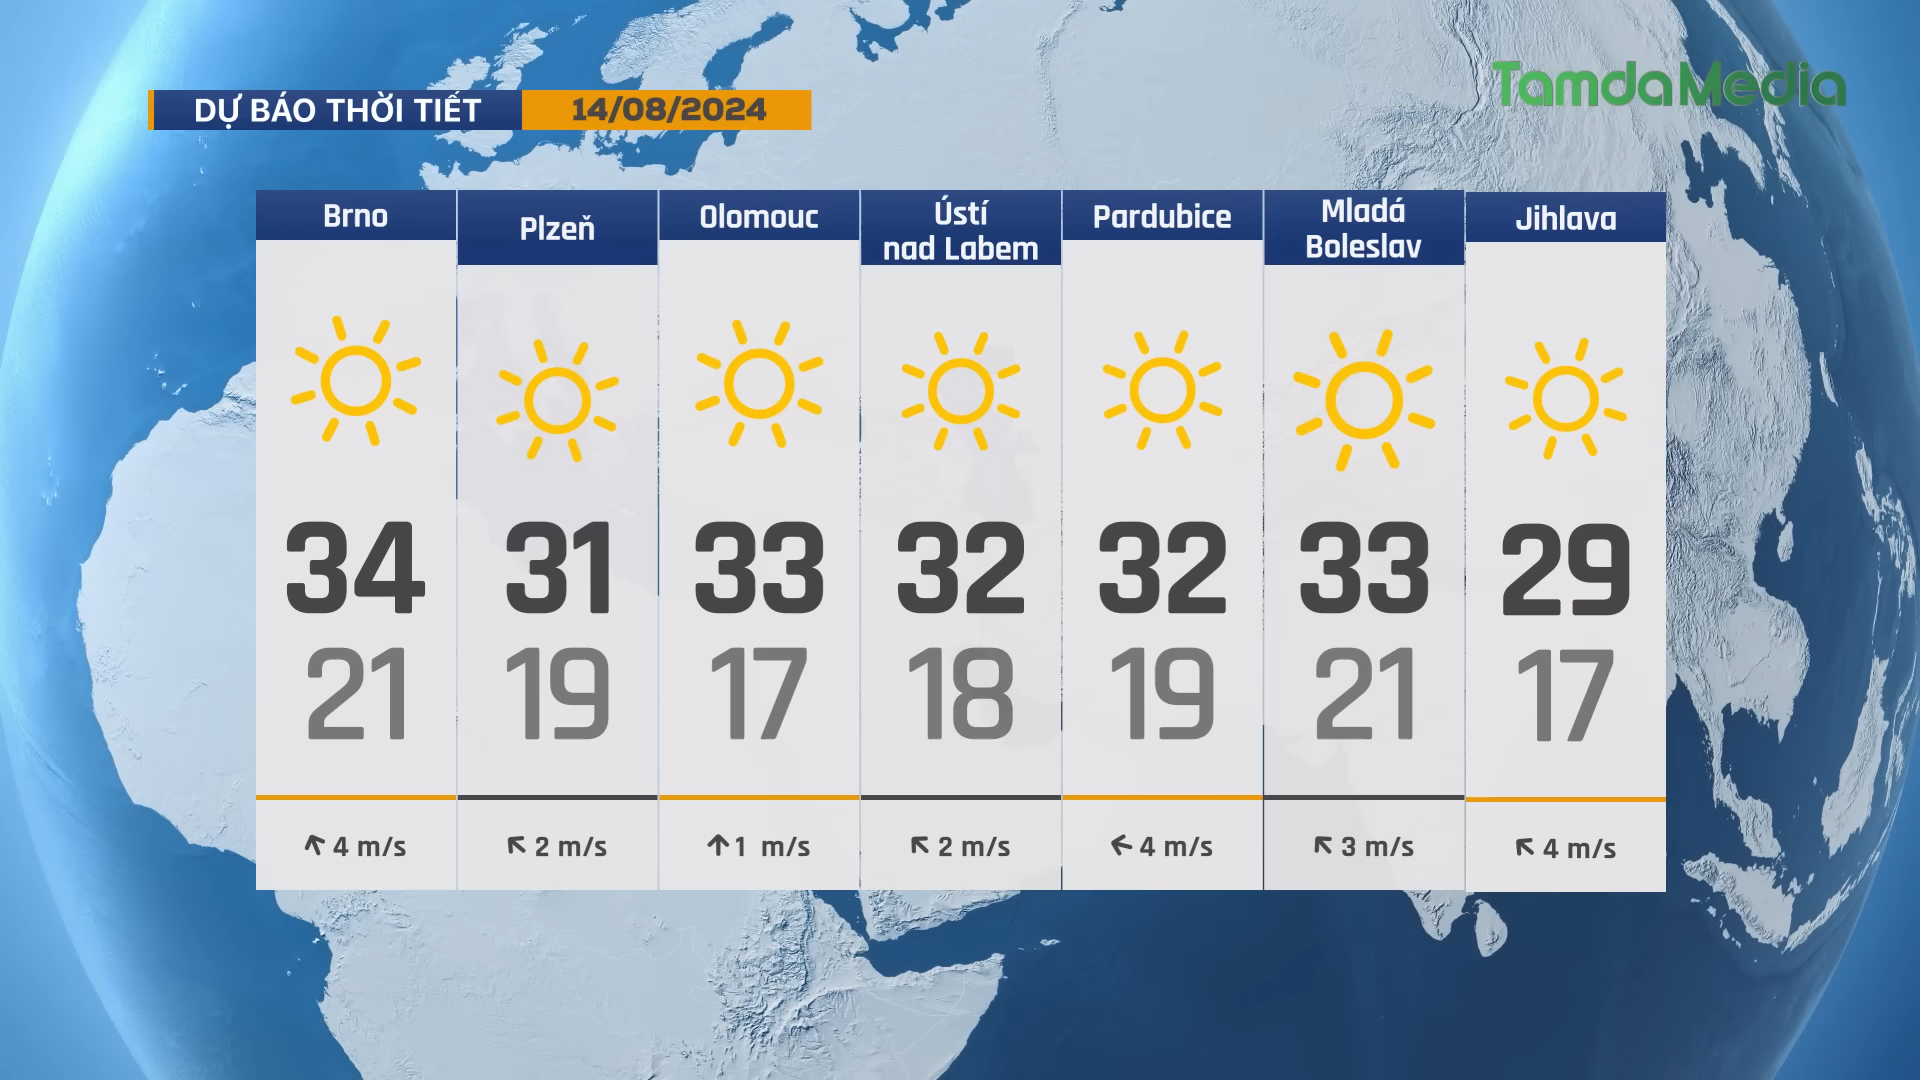 TamdaMedia
DỰ BÁO THỜI TIẾT
14/08/2024
Brno
34
21
4 m/s
Plzeň
31
19
2 m/s
Olomouc
33
17
1 m/s
Ústí
nad Labem
32
18
2 m/s
Pardubice
32
19
4 m/s
Mladá
Boleslav
33
21
3 m/s
Jihlava
29
17
4 m/s